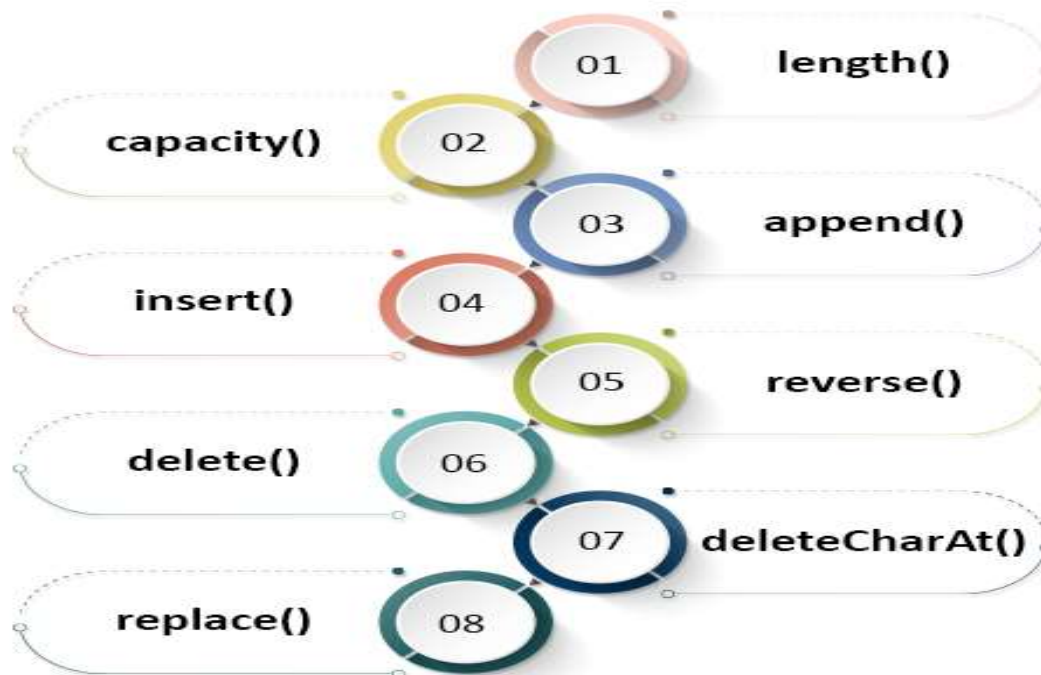 01 length()
capacity() 02
03 append()
insert() 04
05 reverse()
delete() 06
07 deleteCharAt()
replace() 08